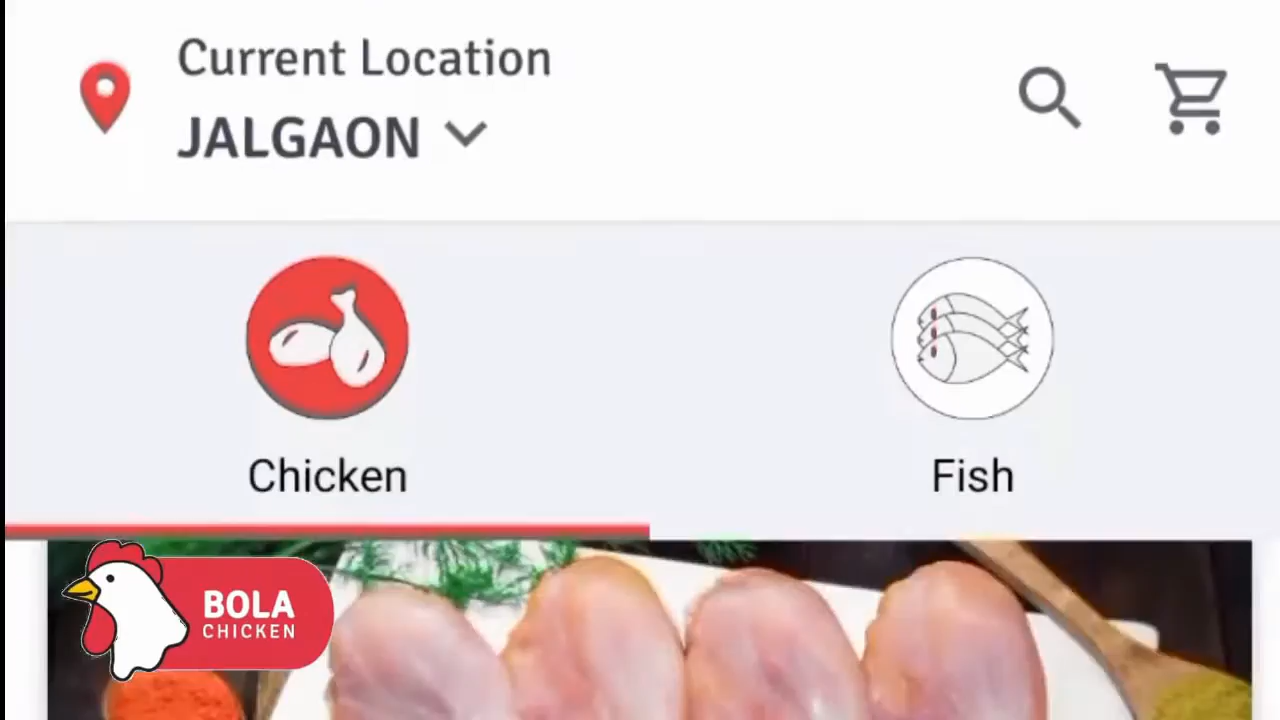 Current Location
JALGAON
Chicken
Fish
BOLA
CHICKEN